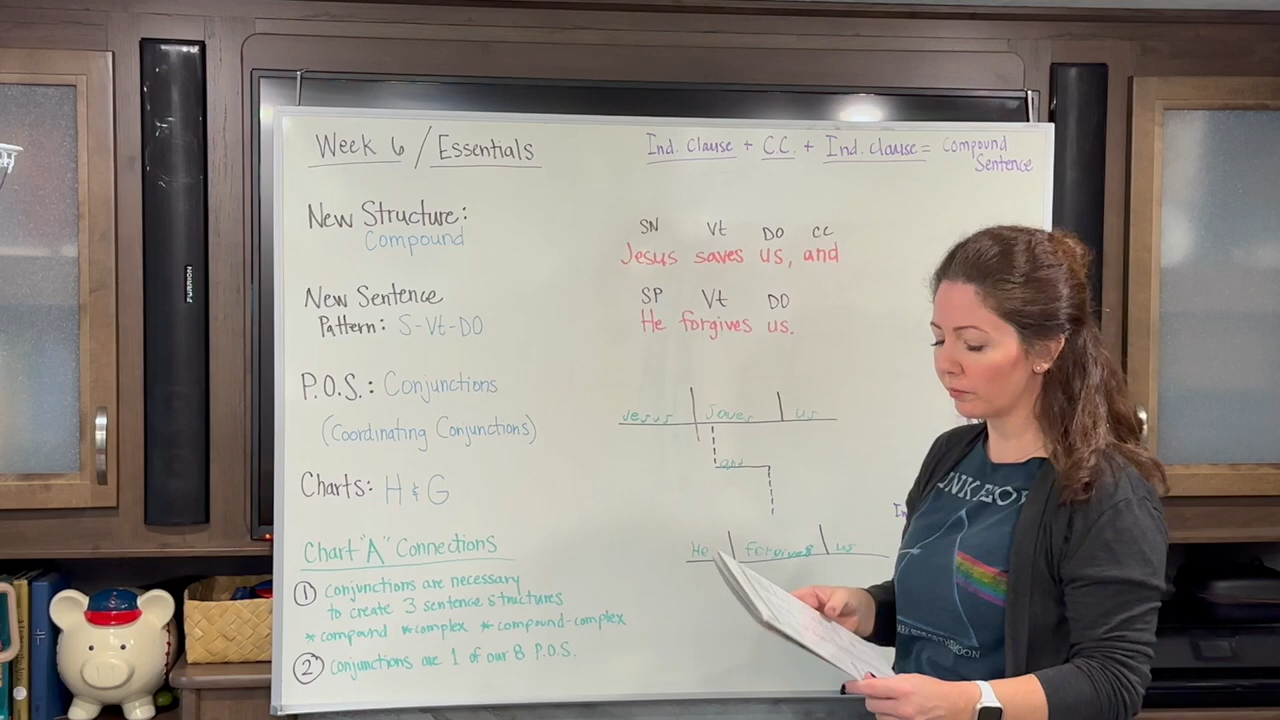 Week 6 / Essentials
Ind. clause + C.C. + Ind. clause = Compound
Sentence
New Structure:
Compound
SN Vt DO CC
Jesus saves us, and
New Sentence
Pattern: S-Vt-DO
SP Vt DO
He forgives us.
P.O.S.: Conjunctions
(Coordinating Conjunctions)
Jesus saves us
and
He forgives us
Charts: H & G
Chart "A" Connections
① conjunctions are necessary
to create 3 sentence structures
* compound * complex * compound-complex
② conjunctions are 1 of our 8 P.O.S.
FURRION